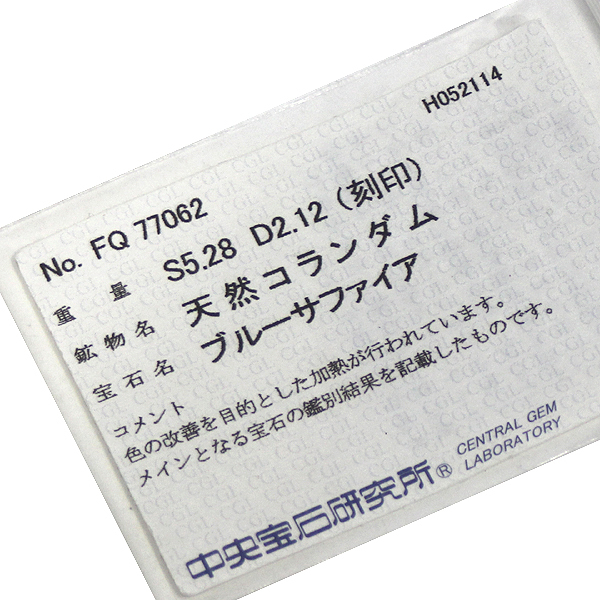 H052114
No. FQ 77062
重量 S5.28 D2.12 (刻印)
鉱物名 天然コランダム
宝石名 ブルーサファイア
コメント
色の改善を目的とした加熱が行われています。
メインとなる宝石の鑑別結果を記載したものです。
中央宝石研究所® CENTRAL GEM
LABORATORY